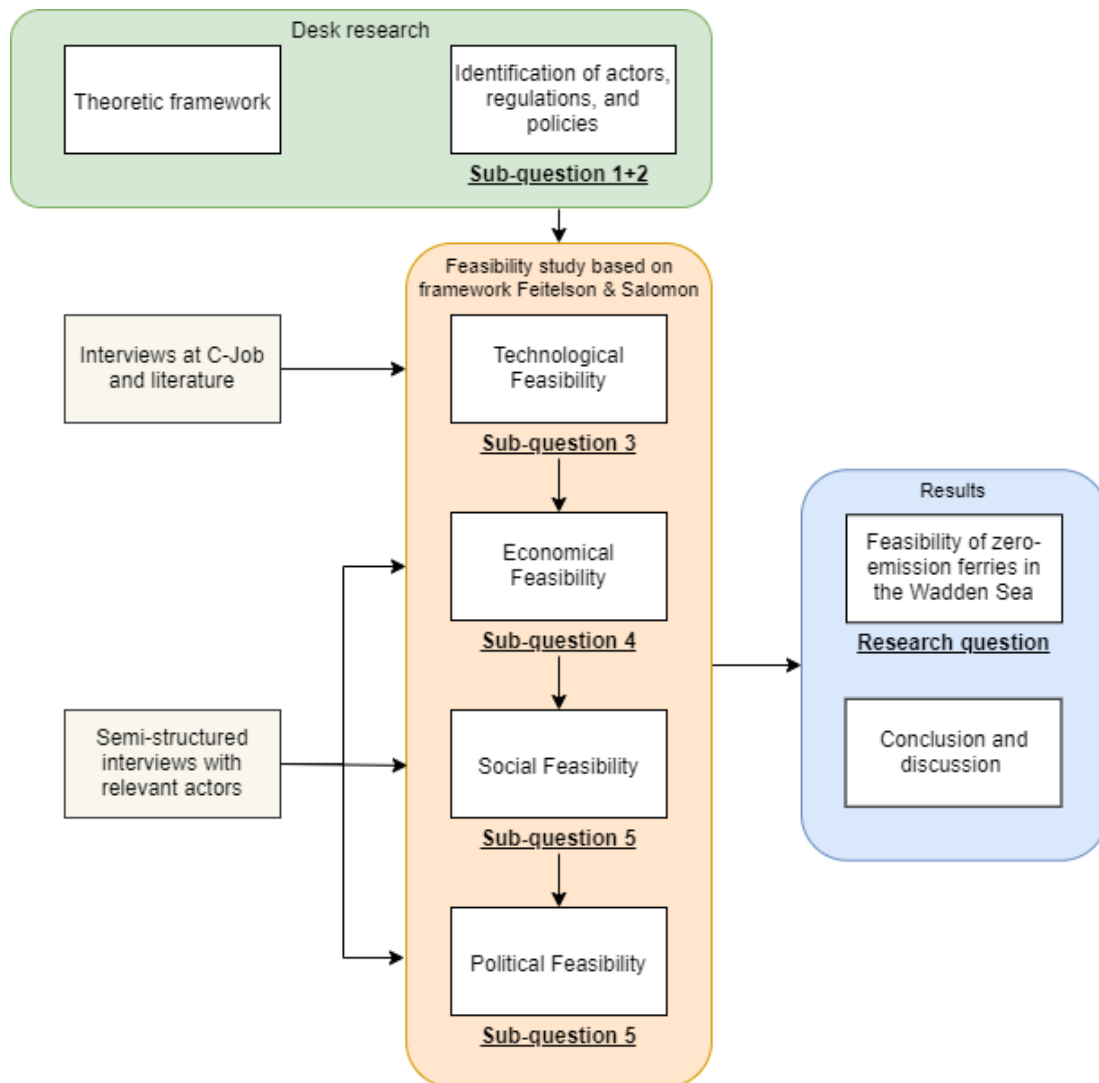 Desk research
Theoretic framework
Identification of actors,
regulations, and
policies
Sub-question 1+2
Feasibility study based on
framework Feitelson & Salomon
Interviews at C-Job
and literature
Technological
Feasibility
Sub-question 3
Economical
Feasibility
Sub-question 4
Semi-structured
interviews with
relevant actors
Social Feasibility
Sub-question 5
Political Feasibility
Sub-question 5
Results
Feasibility of zero-
emission ferries in
the Wadden Sea
Research question
Conclusion and
discussion